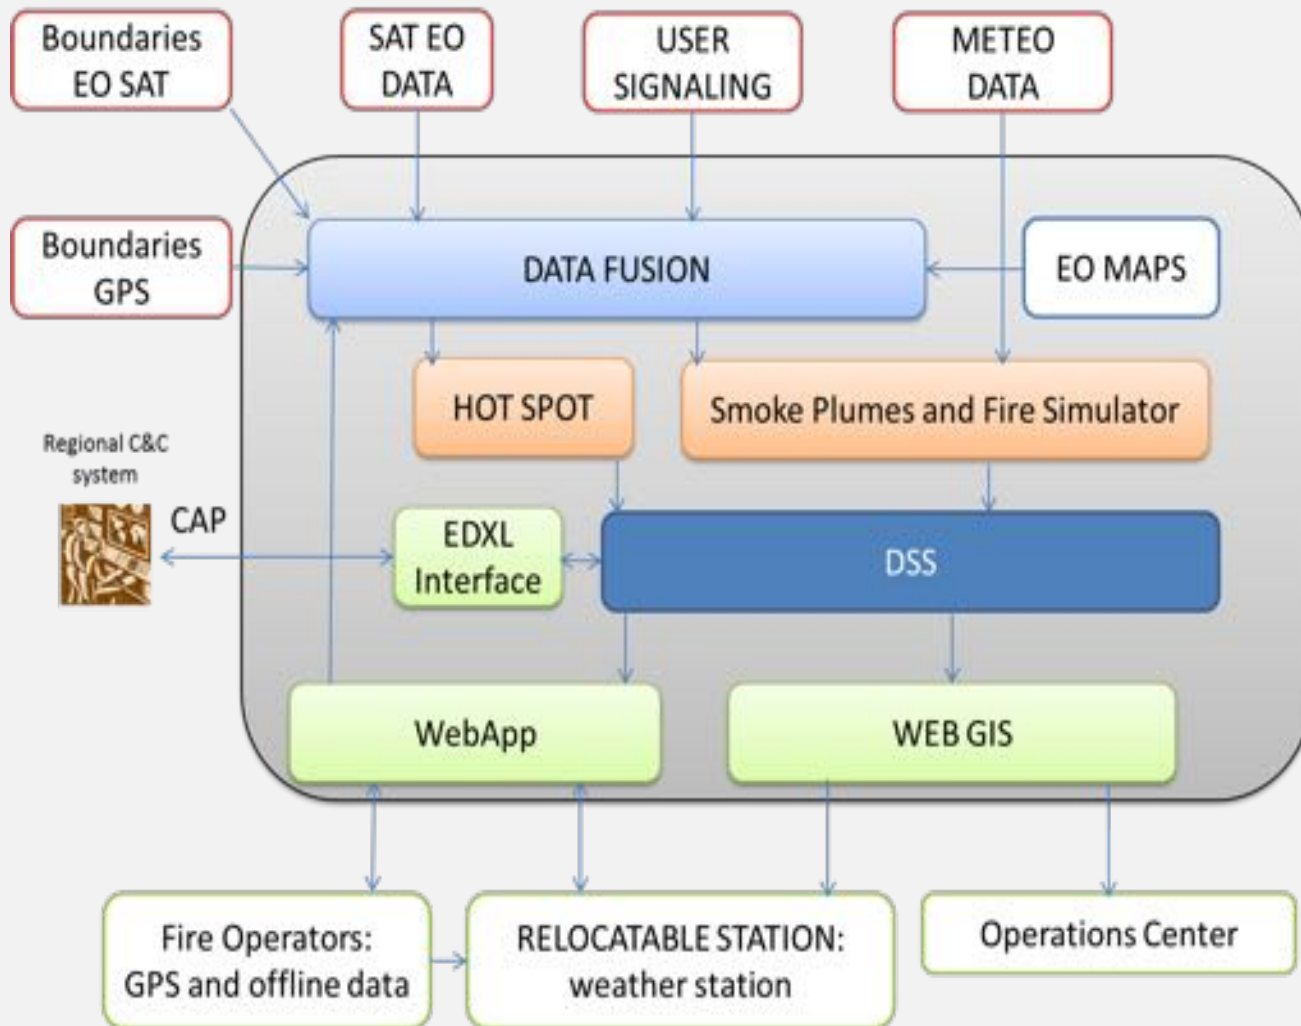 Boundaries
EO SAT
SAT EO
DATA
USER
SIGNALING
METEO
DATA
Boundaries
GPS
DATA FUSION
EO MAPS
HOT SPOT
Smoke Plumes and Fire Simulator
Regional C&C
system
CAP
EDXL
Interface
DSS
WebApp
WEB GIS
Fire Operators:
GPS and offline data
RELOCATABLE STATION:
weather station
Operations Center